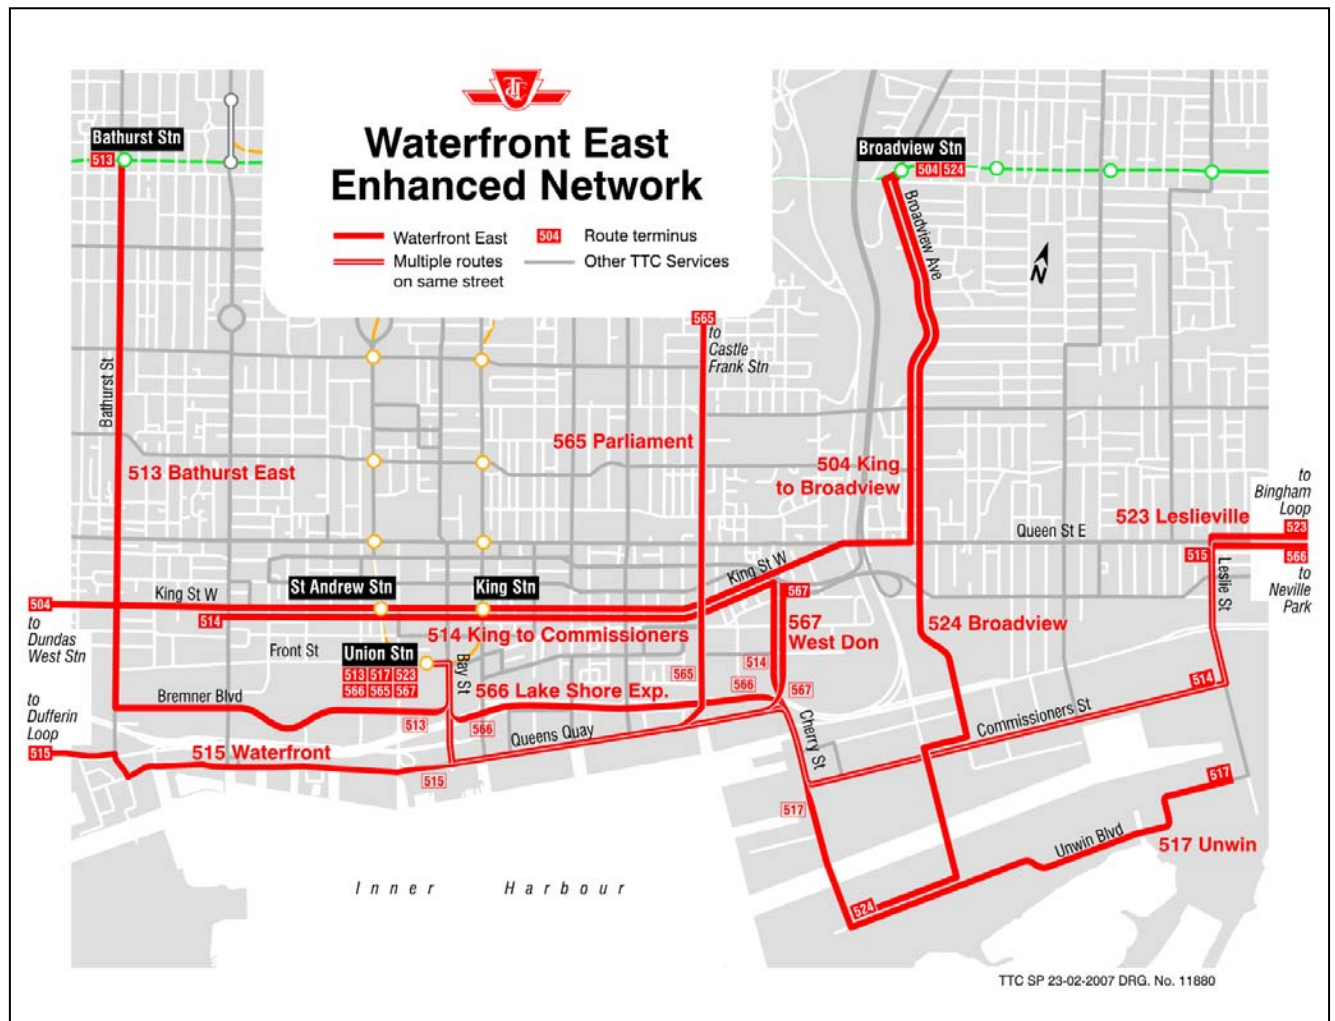 Waterfront East
Enhanced Network
Waterfront East
504 Route terminus
Multiple routes
on same street
Other TTC Services
Bathurst Stn
513
Broadview Stn
504 524
Broadview Ave
N
565
to
Castle
Frank Stn
Bathurst St
513 Bathurst East
565 Parliament
504 King
to Broadview
to
Bingham
Loop
523
523 Leslieville
Queen St E
515
566
to
Neville
Park
Leslie St
King St W
St Andrew Stn
King Stn
King St W
504
to
Dundas
West Stn
514
514 King to Commissioners
567
567
West Don
524 Broadview
Front St
Union Stn
513 517 523
566 565 567
Bay St
565
514
566
567
566 Lake Shore Exp.
514
Bremner Blvd
513
566
Queens Quay
Cherry St
Commissioners St
to
Dufferin
Loop
515
515 Waterfront
515
517
517
Unwin Blvd
517 Unwin
524
Inner Harbour
TTC SP 23-02-2007 DRG. No. 11880